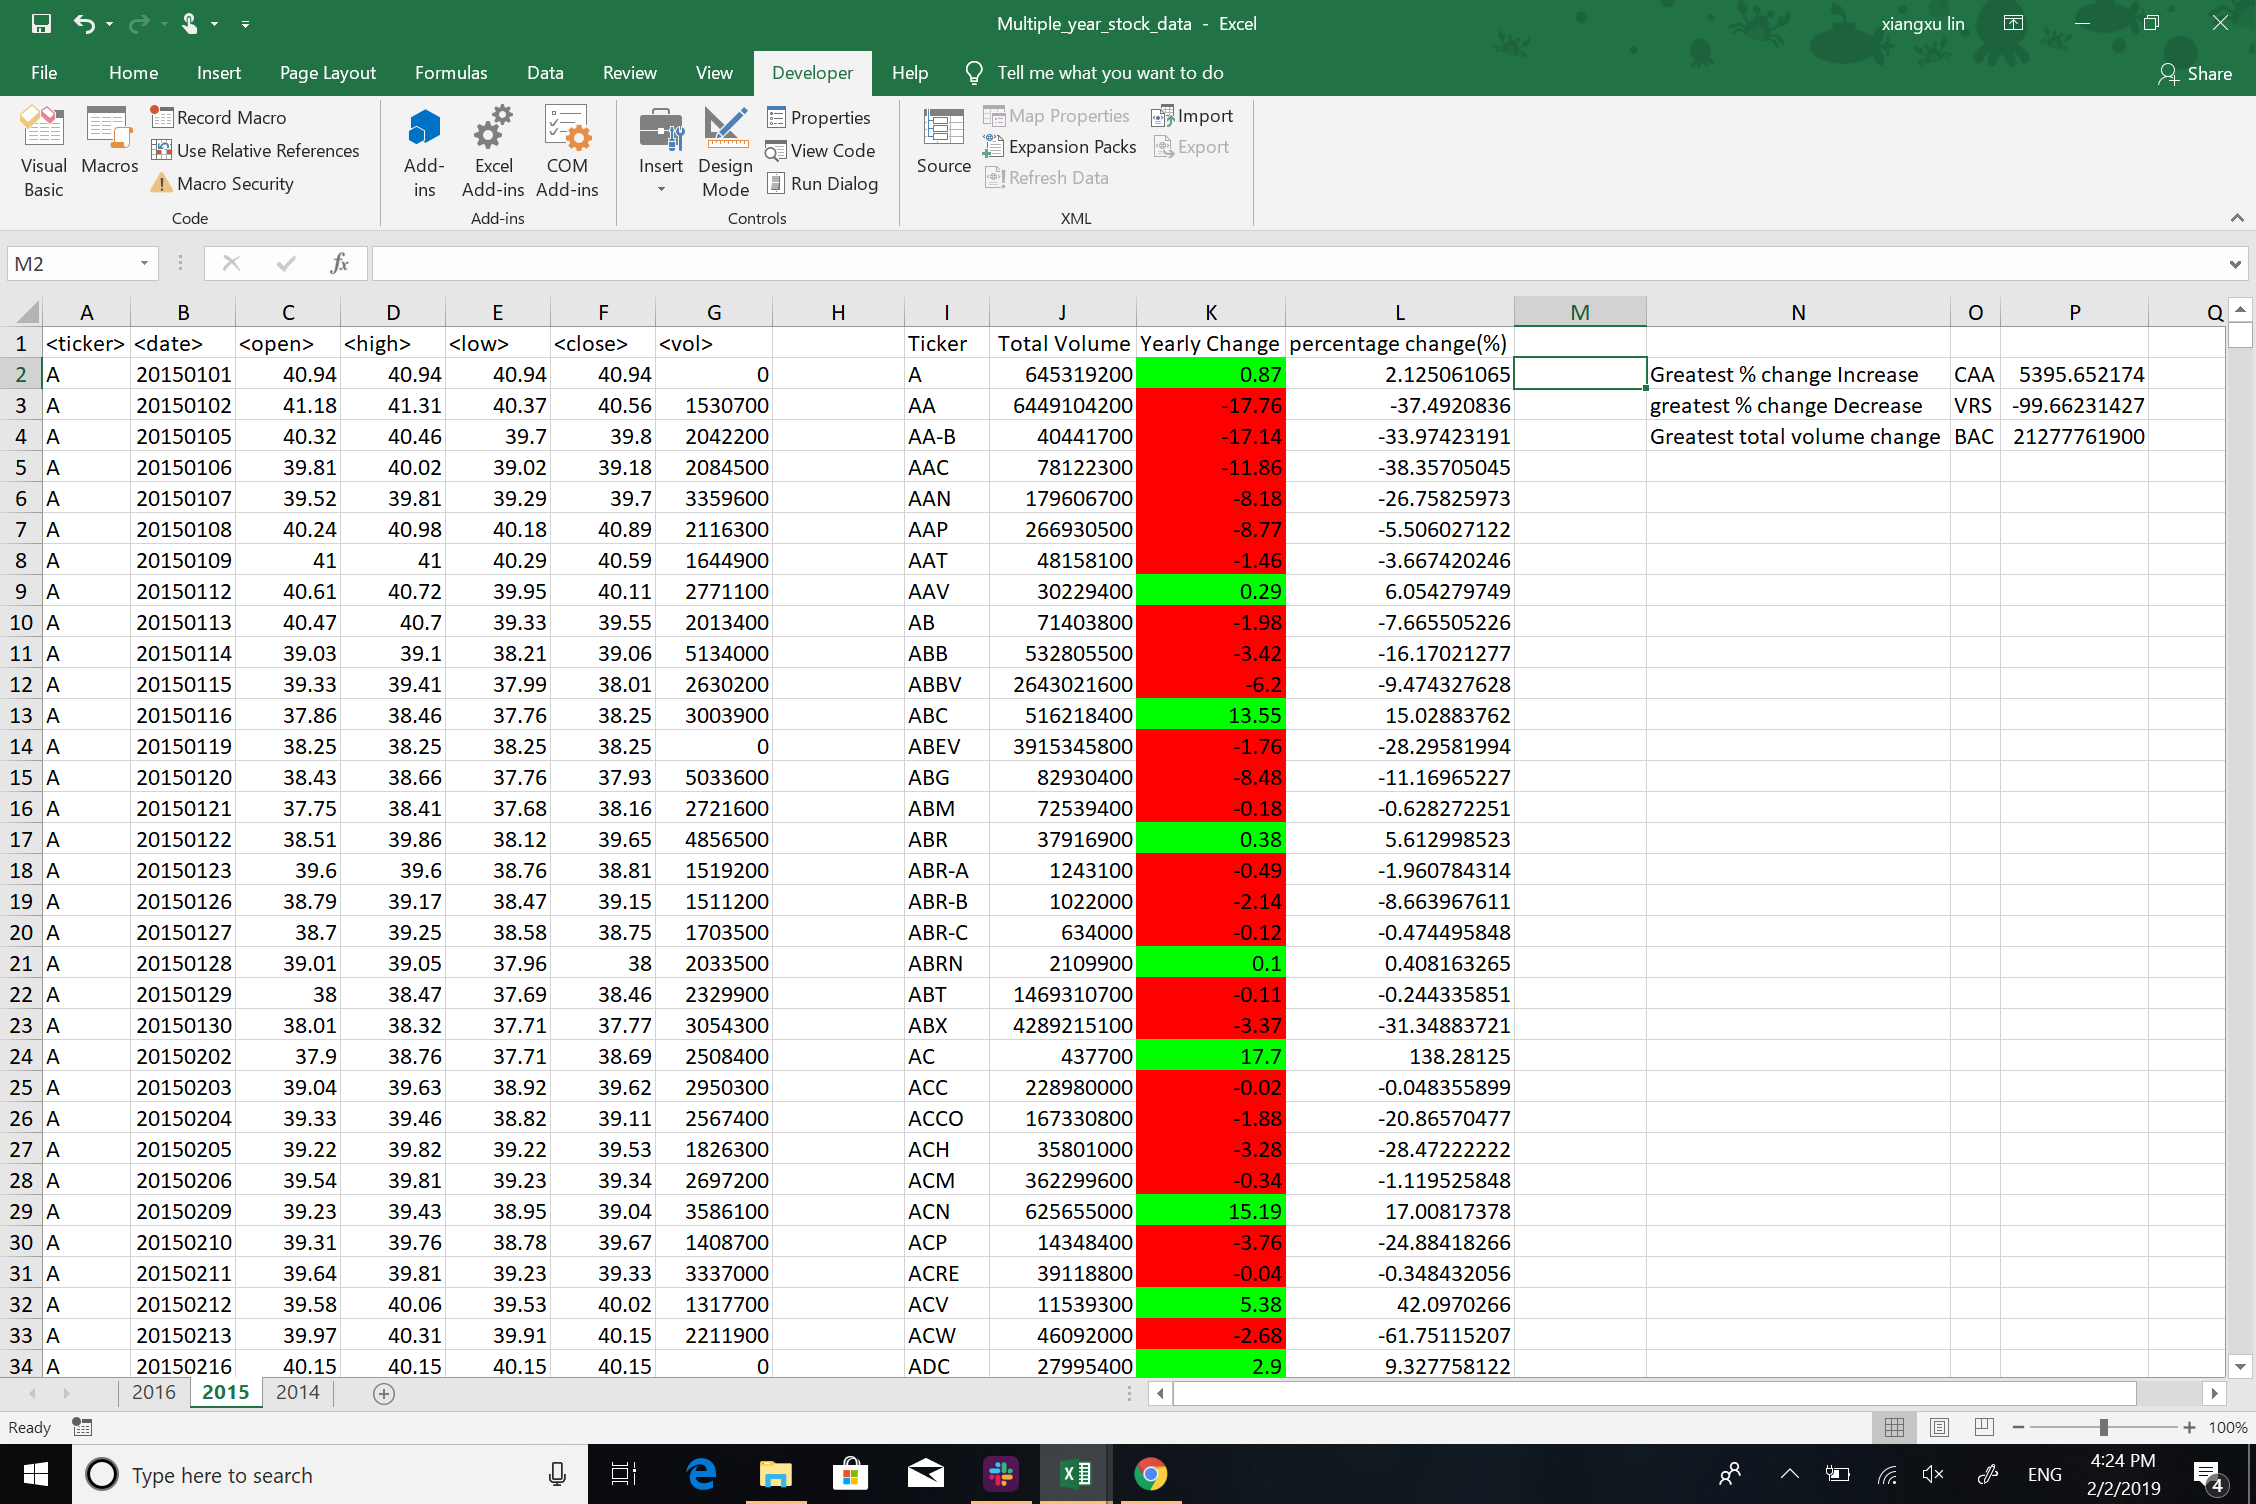 Multiple_year_stock_data - Excel
xiangxu lin
File Home Insert Page Layout Formulas Data Review View Developer Help Tell me what you want to do Share
Visual Basic
Macros
Record Macro
Use Relative References
Macro Security
Code
Add-ins
Excel Add-ins
COM Add-ins
Add-ins
Insert
Design Mode
Properties
View Code
Run Dialog
Controls
Source
Map Properties
Expansion Packs
Refresh Data
Import
Export
XML
M2 fx
A B C D E F G H I J K L M N O P Q
1 <ticker> <date> <open> <high> <low> <close> <vol> Ticker Total Volume Yearly Change percentage change(%)
2 A 20150101 40.94 40.94 40.94 40.94 0 A 645319200 0.87 2.125061065 Greatest % change Increase CAA 5395.652174
3 A 20150102 41.18 41.31 40.37 40.56 1530700 AA 6449104200 -17.76 -37.4920836 greatest % change Decrease VRS -99.66231427
4 A 20150105 40.32 40.46 39.7 39.8 2042200 AA-B 40441700 -17.14 -33.97423191 Greatest total volume change BAC 21277761900
5 A 20150106 39.81 40.02 39.02 39.18 2084500 AAC 78122300 -11.86 -38.35705045
6 A 20150107 39.52 39.81 39.29 39.7 3359600 AAN 179606700 -8.18 -26.75825973
7 A 20150108 40.24 40.98 40.18 40.89 2116300 AAP 266930500 -8.77 -5.506027122
8 A 20150109 41 41 40.29 40.59 1644900 AAT 48158100 -1.46 -3.667420246
9 A 20150112 40.61 40.72 39.95 40.11 2771100 AAV 30229400 0.29 6.054279749
10 A 20150113 40.47 40.7 39.33 39.55 2013400 AB 71403800 -1.98 -7.665505226
11 A 20150114 39.03 39.1 38.21 39.06 5134000 ABB 532805500 -3.42 -16.17021277
12 A 20150115 39.33 39.41 37.99 38.01 2630200 ABBV 2643021600 -6.2 -9.474327628
13 A 20150116 37.86 38.46 37.76 38.25 3003900 ABC 516218400 13.55 15.02883762
14 A 20150119 38.25 38.25 38.25 38.25 0 ABEV 3915345800 -1.76 -28.29581994
15 A 20150120 38.43 38.66 37.76 37.93 5033600 ABG 82930400 -8.48 -11.16965227
16 A 20150121 37.75 38.41 37.68 38.16 2721600 ABM 72539400 -0.18 -0.628272251
17 A 20150122 38.51 39.86 38.12 39.65 4856500 ABR 37916900 0.38 5.612998523
18 A 20150123 39.6 39.6 38.76 38.81 1519200 ABR-A 1243100 -0.49 -1.960784314
19 A 20150126 38.79 39.17 38.47 39.15 1511200 ABR-B 1022000 -2.14 -8.663967611
20 A 20150127 38.7 39.25 38.58 38.75 1703500 ABR-C 634000 -0.12 -0.474495848
21 A 20150128 39.01 39.05 37.96 38 2033500 ABRN 2109900 0.1 0.408163265
22 A 20150129 38 38.47 37.69 38.46 2329900 ABT 1469310700 -0.11 -0.244335851
23 A 20150130 38.01 38.32 37.71 37.77 3054300 ABX 4289215100 -3.37 -31.34883721
24 A 20150202 37.9 38.76 37.71 38.69 2508400 AC 437700 17.7 138.28125
25 A 20150203 39.04 39.63 38.92 39.62 2950300 ACC 228980000 -0.02 -0.048355899
26 A 20150204 39.33 39.46 38.82 39.11 2567400 ACCO 167330800 -1.88 -20.86570477
27 A 20150205 39.22 39.82 39.22 39.53 1826300 ACH 35801000 -3.28 -28.47222222
28 A 20150206 39.54 39.81 39.23 39.34 2697200 ACM 362299600 -0.34 -1.119525848
29 A 20150209 39.23 39.43 38.95 39.04 3586100 ACN 625655000 15.19 17.00817378
30 A 20150210 39.31 39.76 38.78 39.67 1408700 ACP 14348400 -3.76 -24.88418266
31 A 20150211 39.64 39.81 39.23 39.33 3337000 ACRE 39118800 -0.04 -0.348432056
32 A 20150212 39.58 40.06 39.53 40.02 1317700 ACV 11539300 5.38 42.0970266
33 A 20150213 39.97 40.31 39.91 40.15 2211900 ACW 46092000 -2.68 -61.75115207
34 A 20150216 40.15 40.15 40.15 40.15 0 ADC 27995400 2.9 9.327758122
2016 2015 2014
Ready 100%
Type here to search
ENG
4:24 PM
2/2/2019
4